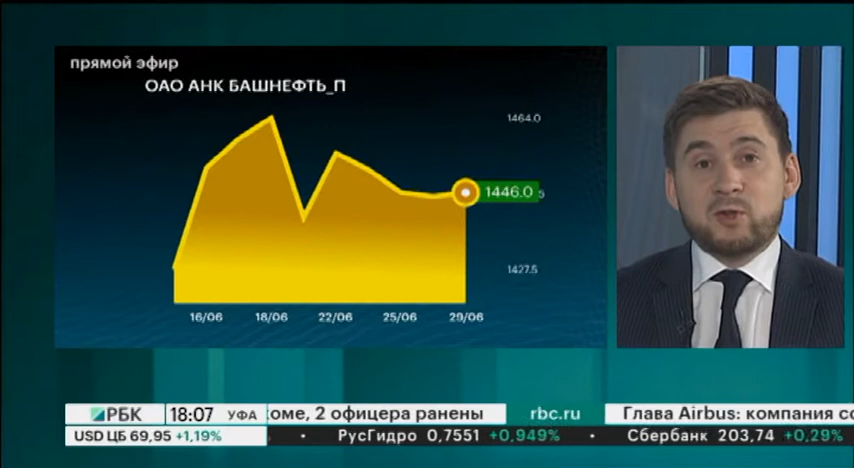 прямой эфир
ОАО АНК БАШНЕФТЬ_П
1464.0
1446.0
5
1427.5
16/06 18/06 22/06 25/06 29/06
РБК 18:07 УФА оме, 2 офицера ранены rbc.ru Глава Airbus: компания со
USD ЦБ 69,95 +1,19% • РусГидро 0,7551 +0,949% • Сбербанк 203,74 +0,29%